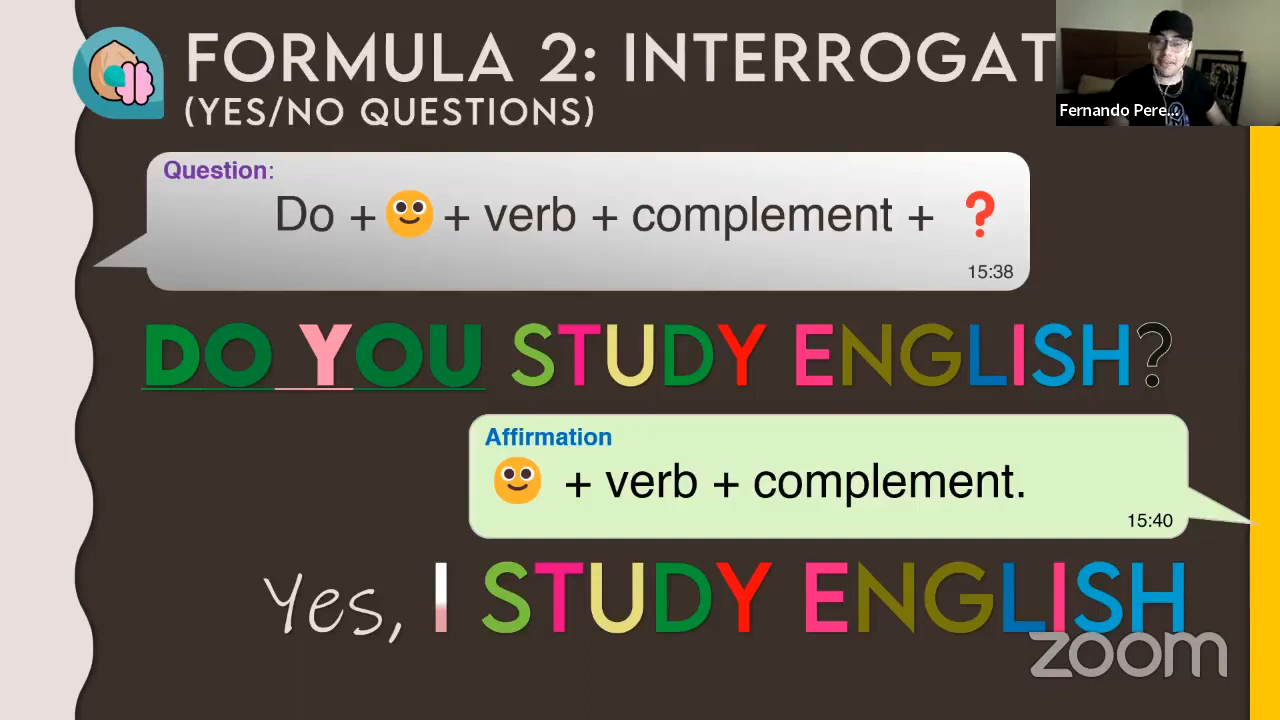 FORMULA 2: INTERROGAT
(YES/NO QUESTIONS)
Fernando Pere...
Question:
Do + 🙂 + verb + complement + ❓
15:38
DO YOU STUDY ENGLISH?
Affirmation
🙂 + verb + complement.
15:40
Yes, I STUDY ENGLISH
zoom